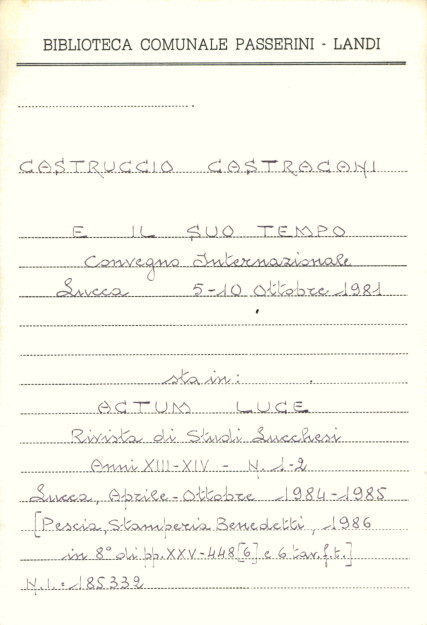 BIBLIOTECA COMUNALE PASSERINI - LANDI
CASTRUCCIO CASTRACANI
E IL SUO TEMPO
Convegno Internazionale
Lucca 5-10 Ottobre 1981
sta in:
ACTUM LUCE
Rivista di Studi Lucchesi
Anni XIII-XIV - N. 1-2
Lucca, Aprile-Ottobre 1984-1985
[Pescia, Stamperia Benedetti, 1986
in 8° di pp. XXV-448[6] e 6 tav.f.t.]
N.I.: 185332